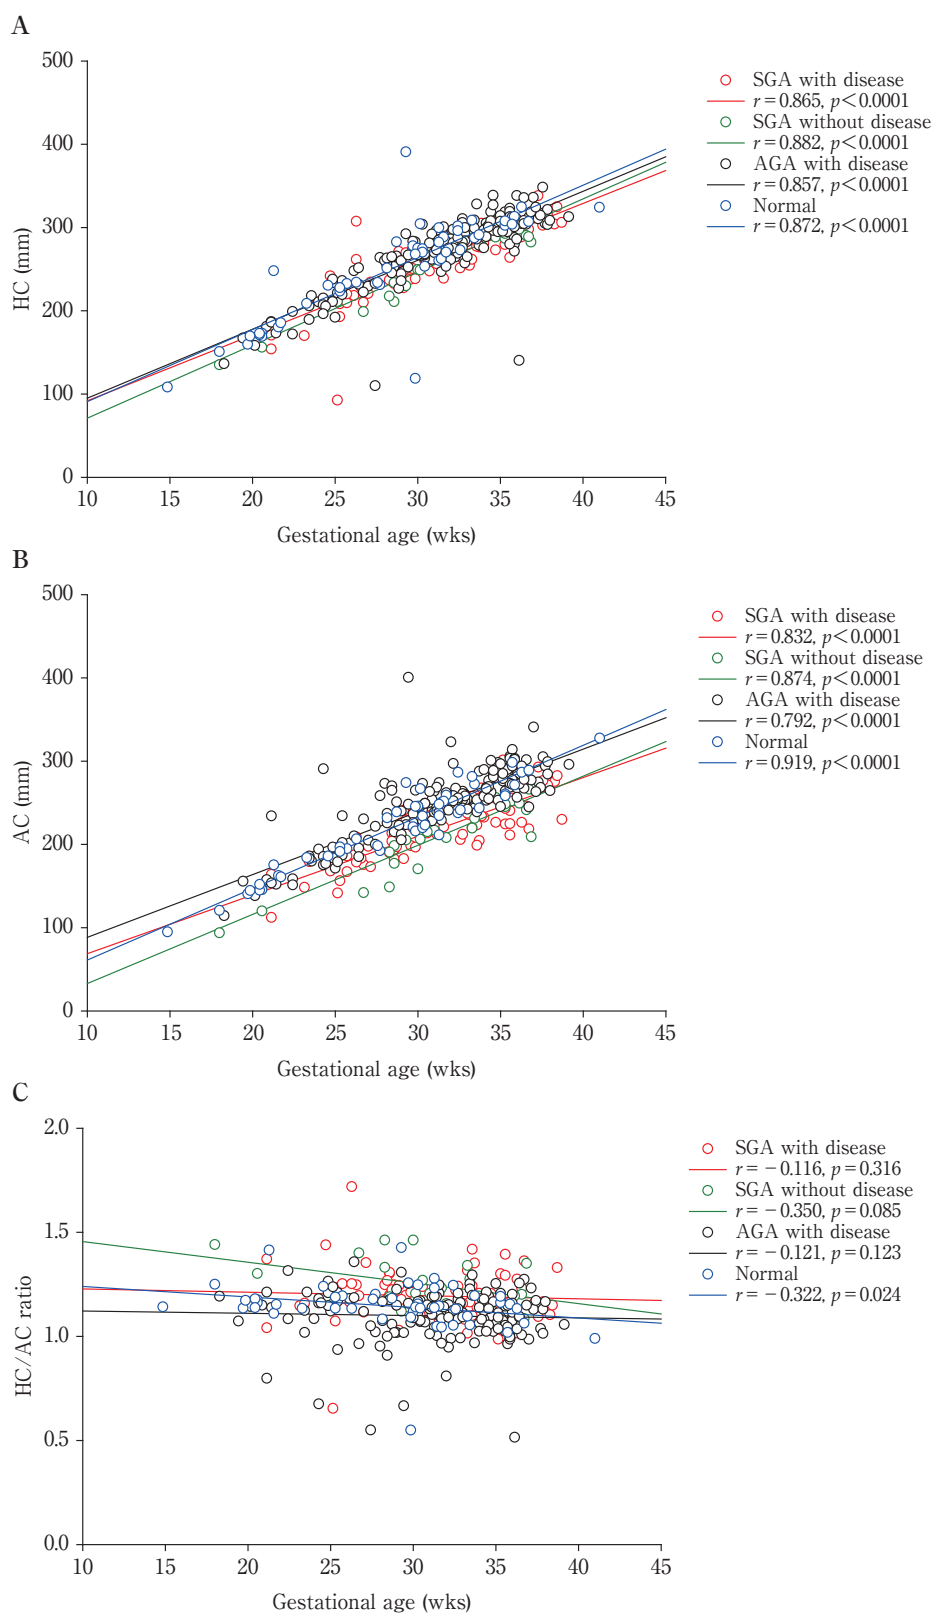 A
500
400
300
200
100
0
HC (mm)
10 15 20 25 30 35 40 45
Gestational age (wks)
SGA with disease
r=0.865, p<0.0001
SGA without disease
r=0.882, p<0.0001
AGA with disease
r=0.857, p<0.0001
Normal
r=0.872, p<0.0001
B
500
400
300
200
100
0
AC (mm)
10 15 20 25 30 35 40 45
Gestational age (wks)
SGA with disease
r=0.832, p<0.0001
SGA without disease
r=0.874, p<0.0001
AGA with disease
r=0.792, p<0.0001
Normal
r=0.919, p<0.0001
C
2.0
1.5
1.0
0.5
0.0
HC/AC ratio
10 15 20 25 30 35 40 45
Gestational age (wks)
SGA with disease
r=−0.116, p=0.316
SGA without disease
r=−0.350, p=0.085
AGA with disease
r=−0.121, p=0.123
Normal
r=−0.322, p=0.024